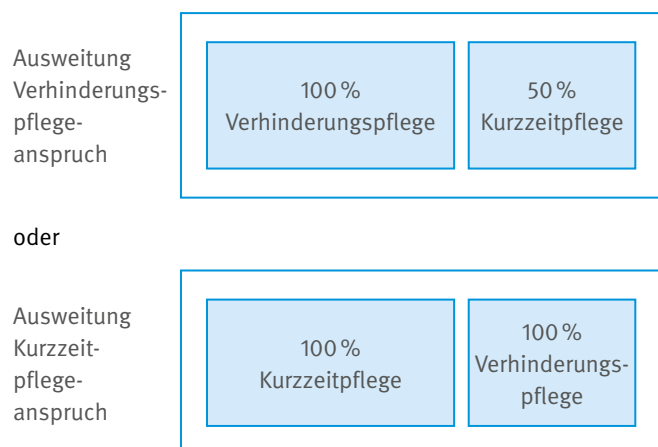 Ausweitung
Verhinderungs-
pflege-
anspruch
100 %
Verhinderungspflege
50 %
Kurzzeitpflege
oder
Ausweitung
Kurzzeit-
pflege-
anspruch
100 %
Kurzzeitpflege
100 %
Verhinderungs-
pflege